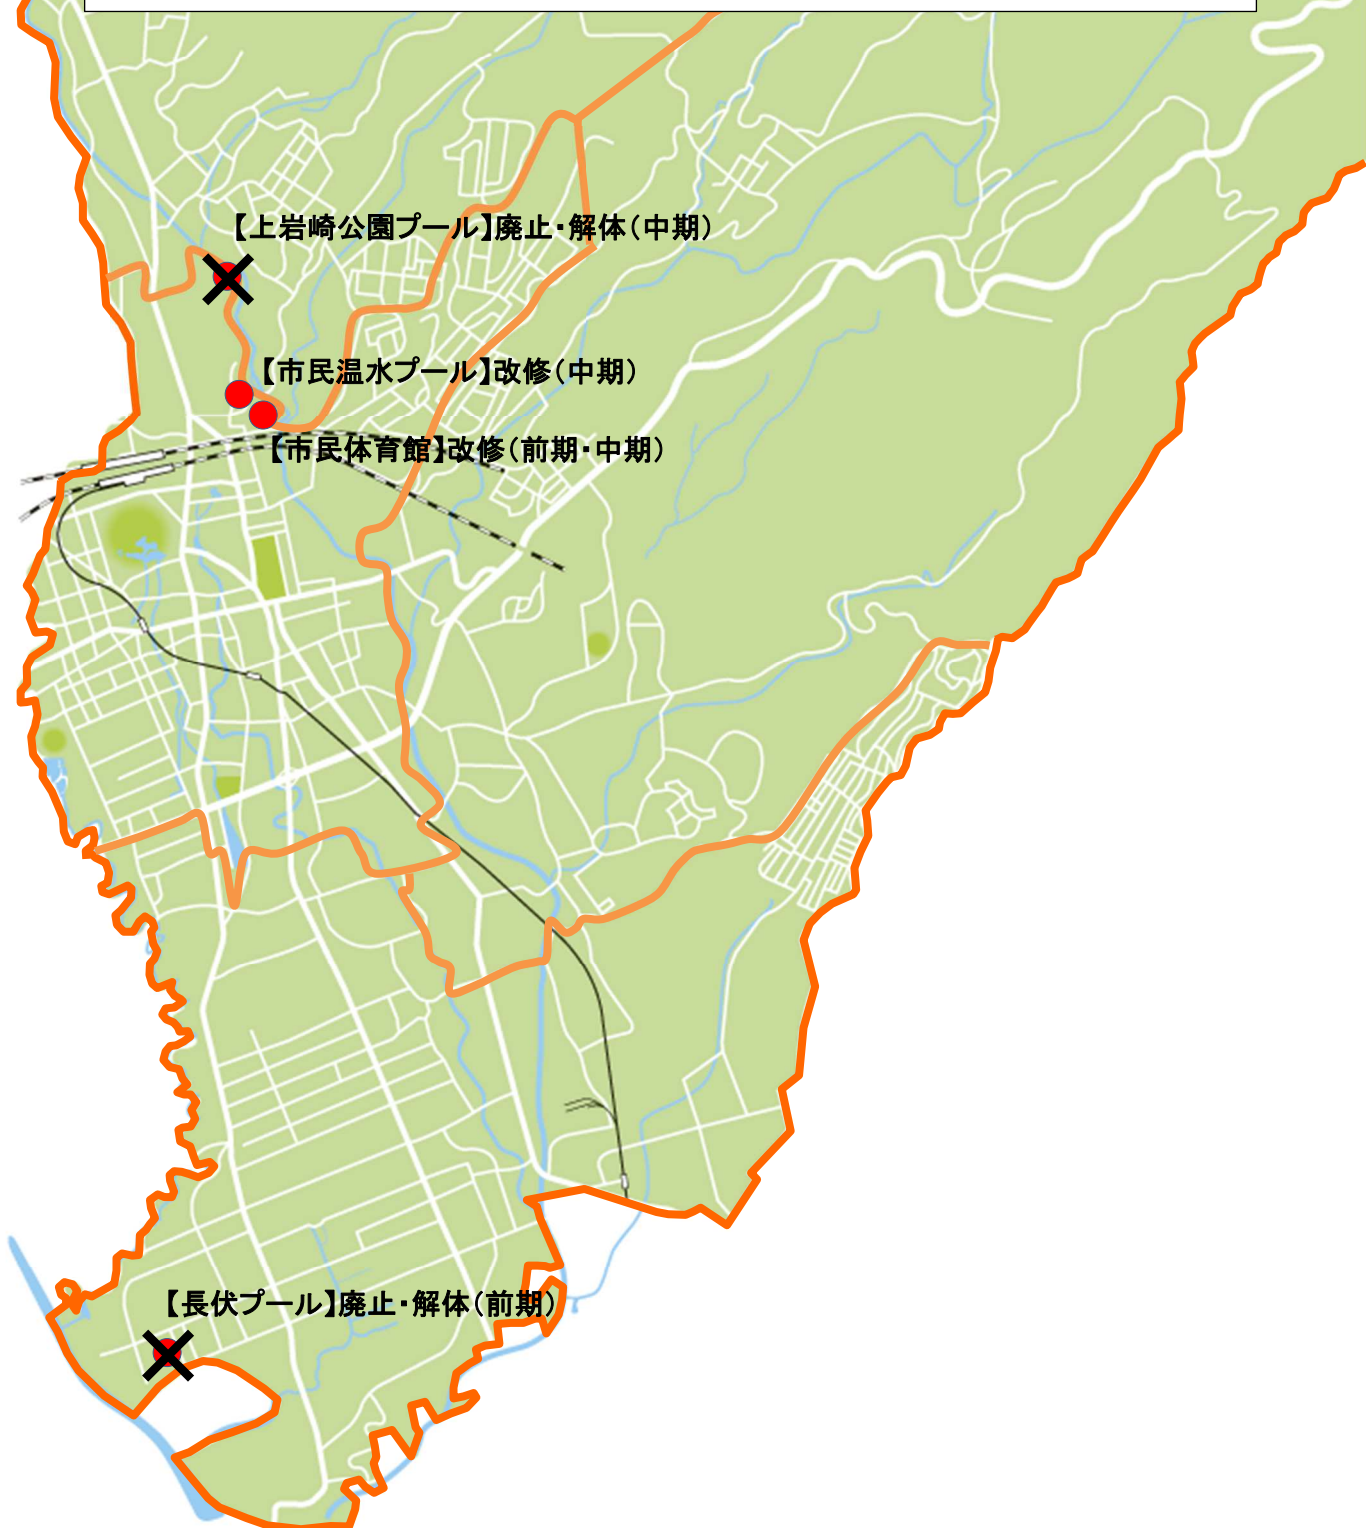 【上岩崎公園プール】廃止・解体（中期）
【市民温水プール】改修（中期）
【市民体育館】改修（前期・中期）
【長伏プール】廃止・解体（前期）